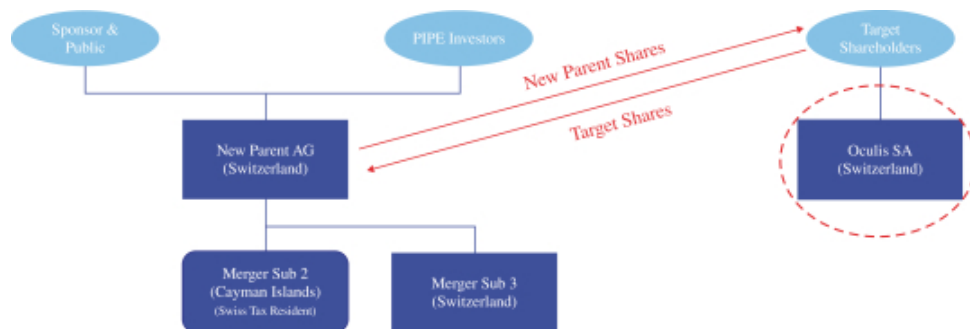 Sponsor &
Public
PIPE Investors
Target
Shareholders
New Parent Shares
Target Shares
New Parent AG
(Switzerland)
Oculis SA
(Switzerland)
Merger Sub 2
(Cayman Islands)
(Swiss Tax Resident)
Merger Sub 3
(Switzerland)